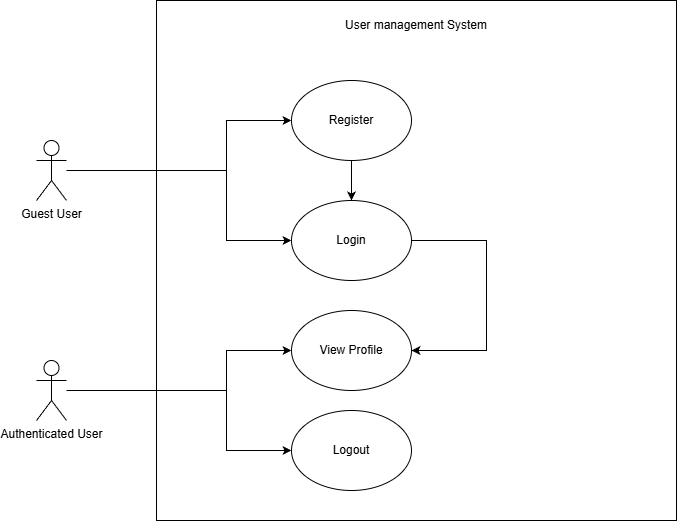 User management System
Register
Guest User
Login
View Profile
Authenticated User
Logout